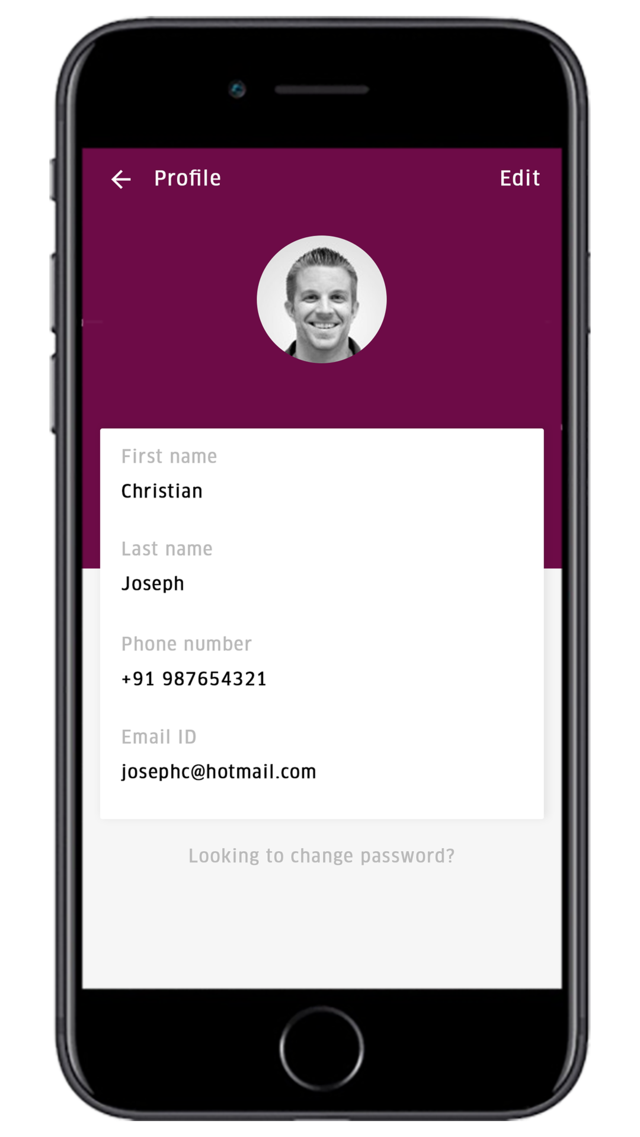 Profile
Edit
First name
Christian
Last name
Joseph
Phone number
+91 987654321
Email ID
josephc@hotmail.com
Looking to change password?